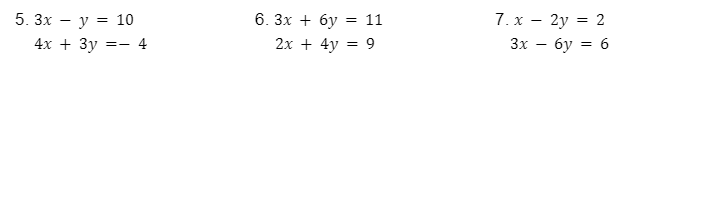 5. 3x − y = 10
4x + 3y =− 4
6. 3x + 6y = 11
2x + 4y = 9
7. x − 2y = 2
3x − 6y = 6